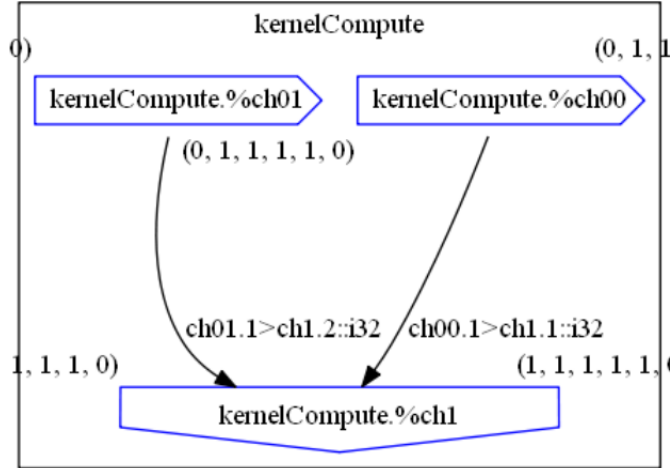 kernelCompute
0)
(0, 1, 1
kernelCompute.%ch01
kernelCompute.%ch00
(0, 1, 1, 1, 1, 0)
ch01.1>ch1.2::i32
ch00.1>ch1.1::i32
1, 1, 1, 0)
(1, 1, 1, 1, 1,
kernelCompute.%ch1